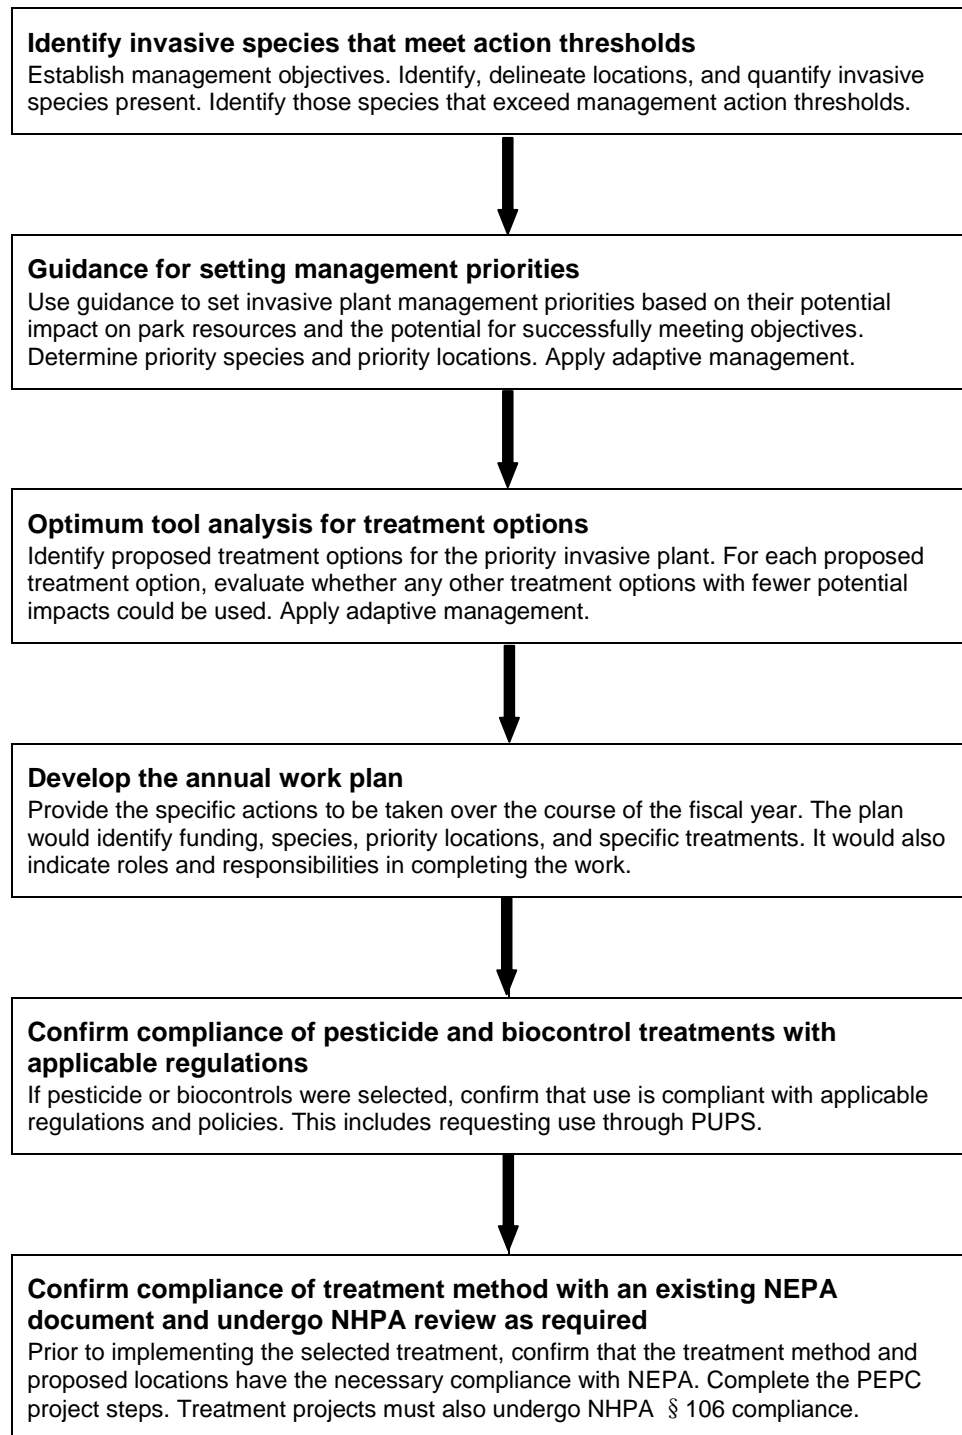 Identify invasive species that meet action thresholds
Establish management objectives. Identify, delineate locations, and quantify invasive
species present. Identify those species that exceed management action thresholds.
Guidance for setting management priorities
Use guidance to set invasive plant management priorities based on their potential
impact on park resources and the potential for successfully meeting objectives.
Determine priority species and priority locations. Apply adaptive management.
Optimum tool analysis for treatment options
Identify proposed treatment options for the priority invasive plant. For each proposed
treatment option, evaluate whether any other treatment options with fewer potential
impacts could be used. Apply adaptive management.
Develop the annual work plan
Provide the specific actions to be taken over the course of the fiscal year. The plan
would identify funding, species, priority locations, and specific treatments. It would also
indicate roles and responsibilities in completing the work.
Confirm compliance of pesticide and biocontrol treatments with
applicable regulations
If pesticide or biocontrols were selected, confirm that use is compliant with applicable
regulations and policies. This includes requesting use through PUPS.
Confirm compliance of treatment method with an existing NEPA
document and undergo NHPA review as required
Prior to implementing the selected treatment, confirm that the treatment method and
proposed locations have the necessary compliance with NEPA. Complete the PEPC
project steps. Treatment projects must also undergo NHPA § 106 compliance.